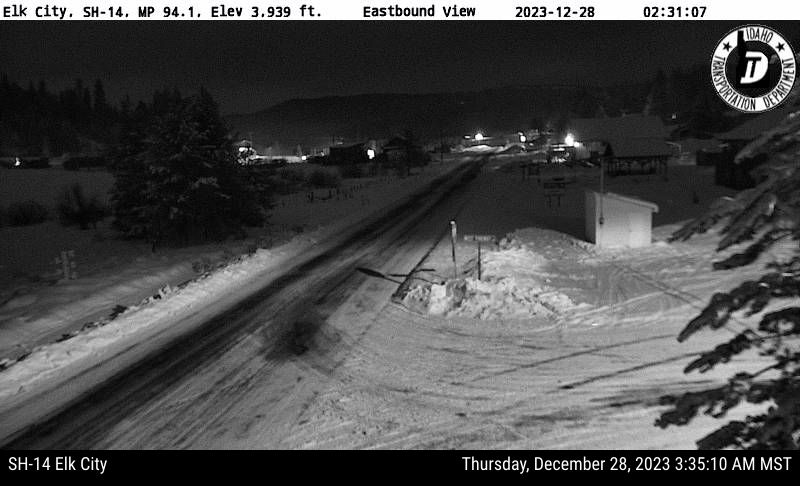 Elk City, SH-14, MP 94.1, Elev 3,939 ft. Eastbound View 2023-12-28 02:31:07
IDAHO
TRANSPORTATION DEPARTMENT
SH-14 Elk City Thursday, December 28, 2023 3:35:10 AM MST